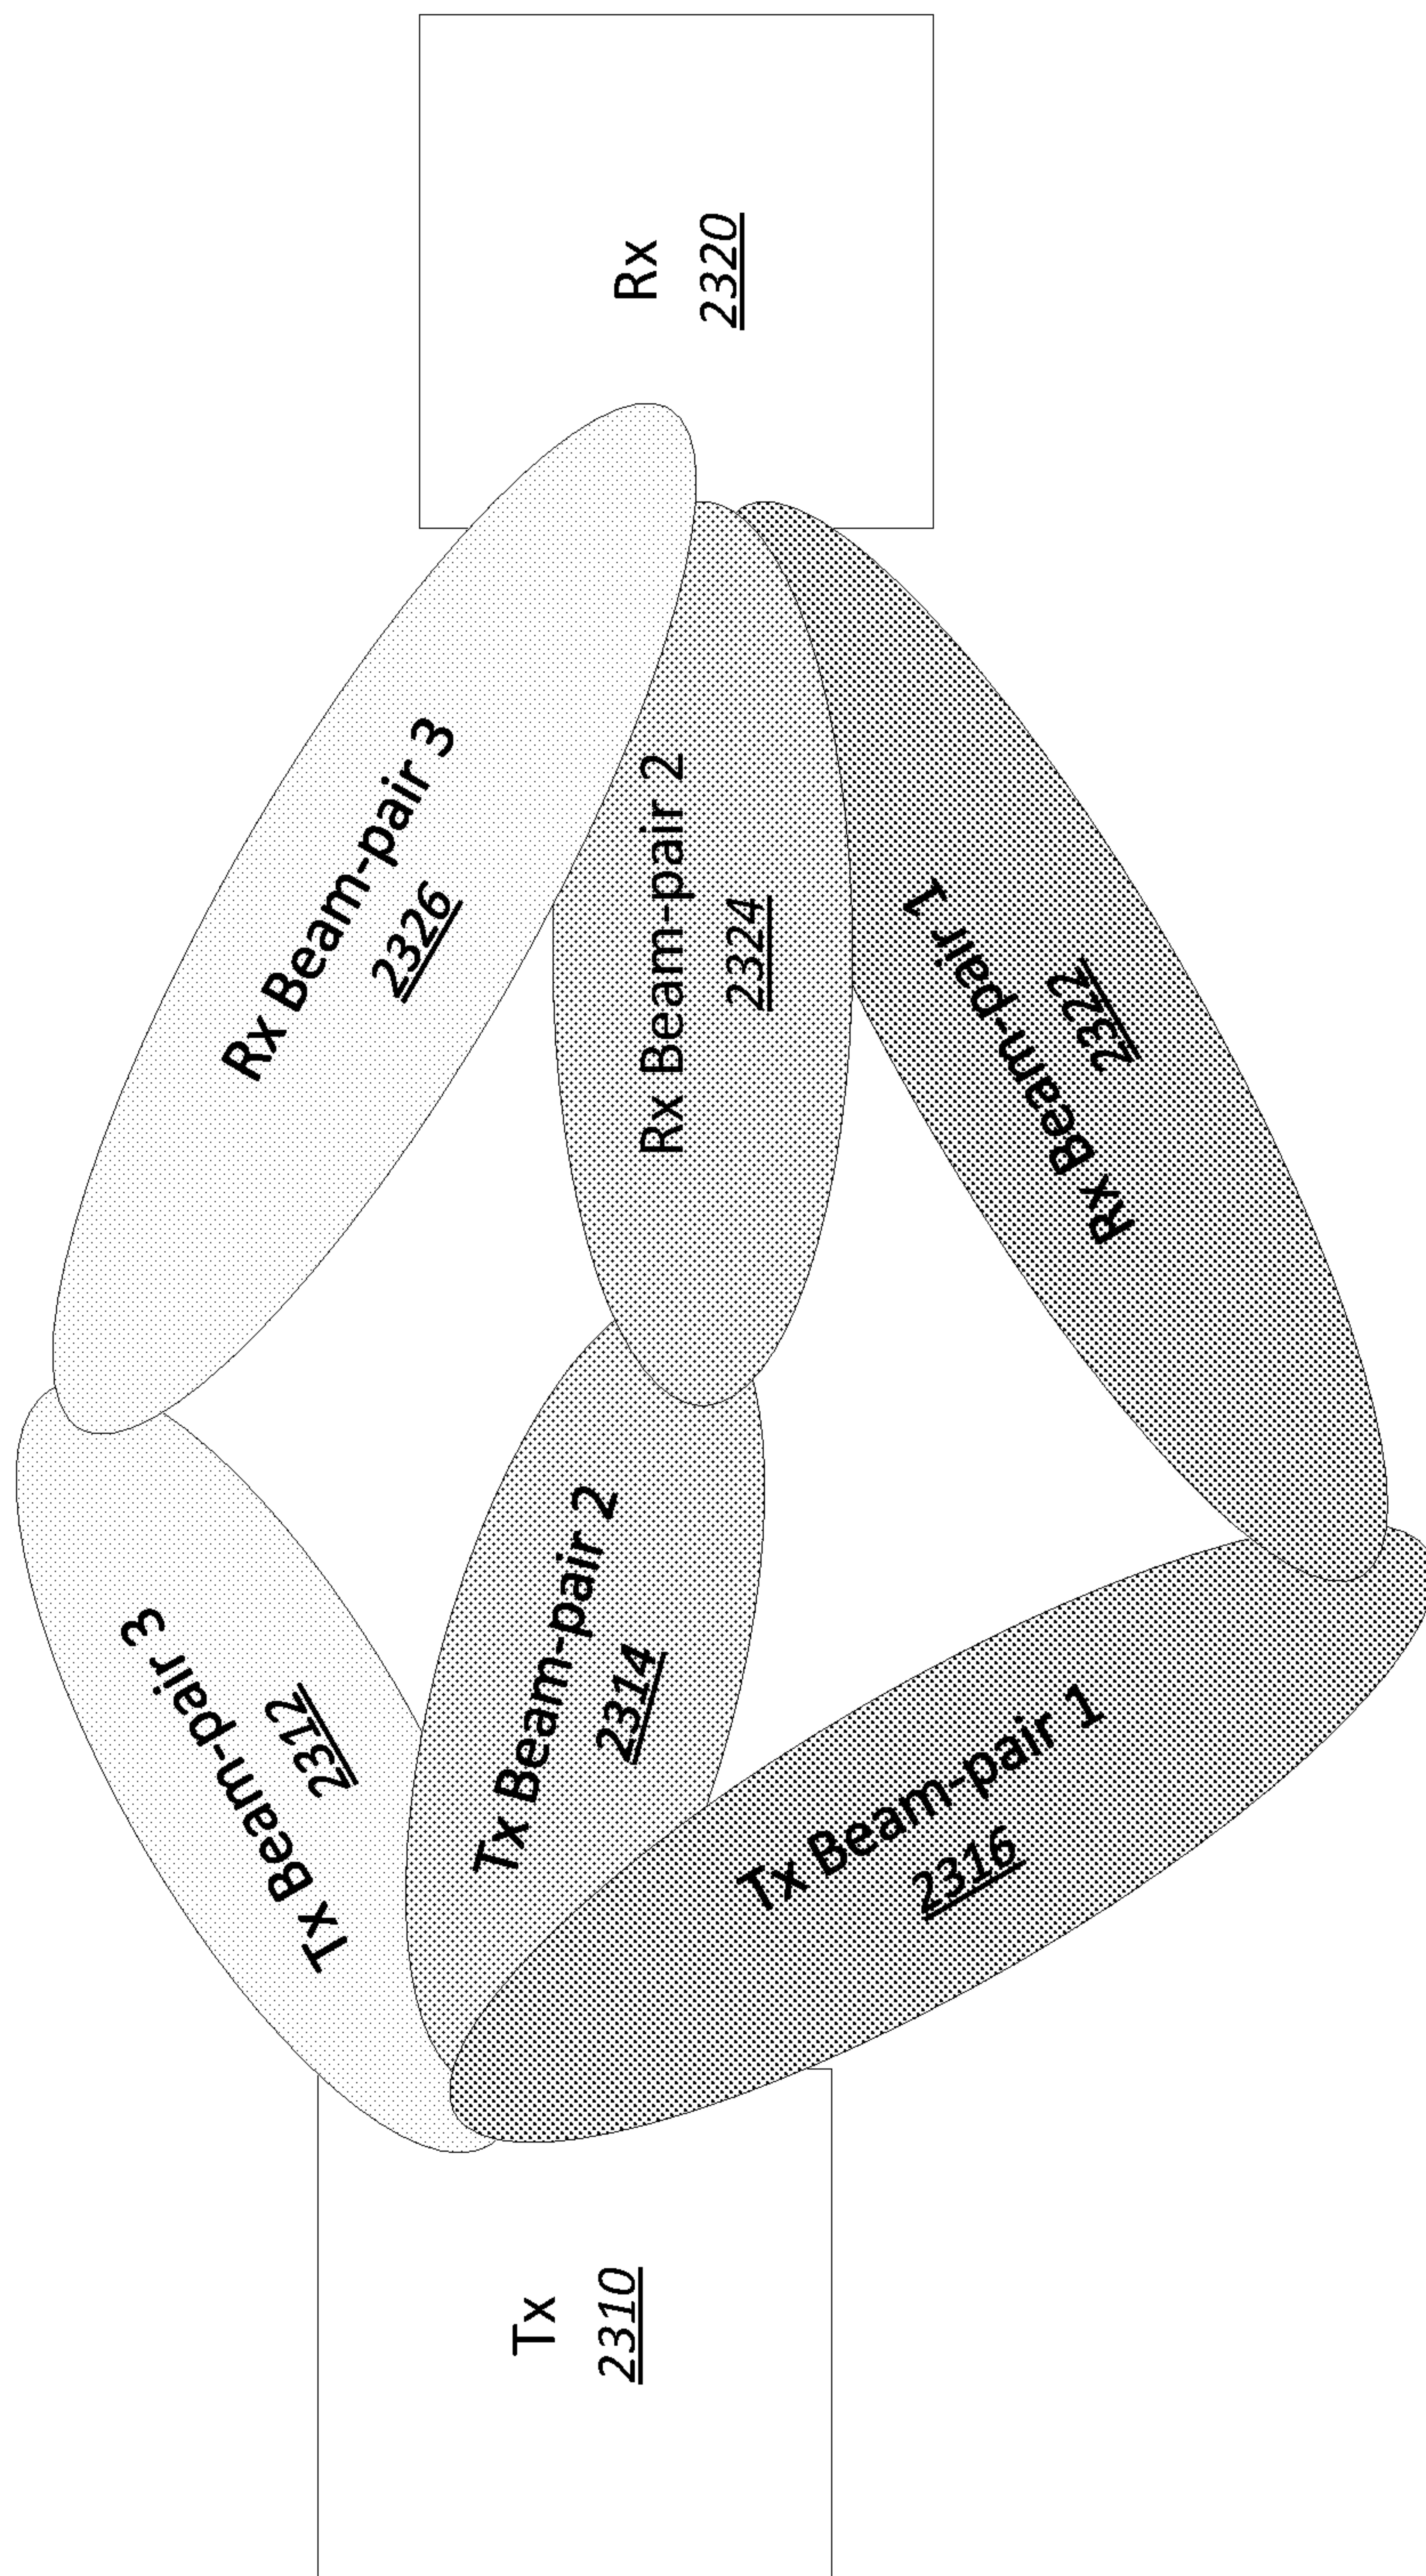 Tx
2310
Tx Beam-pair 3
2312
Tx Beam-pair 2
2314
Tx Beam-pair 1
2316
Rx Beam-pair 3
2326
Rx Beam-pair 2
2324
Rx Beam-pair 1
2322
Rx
2320